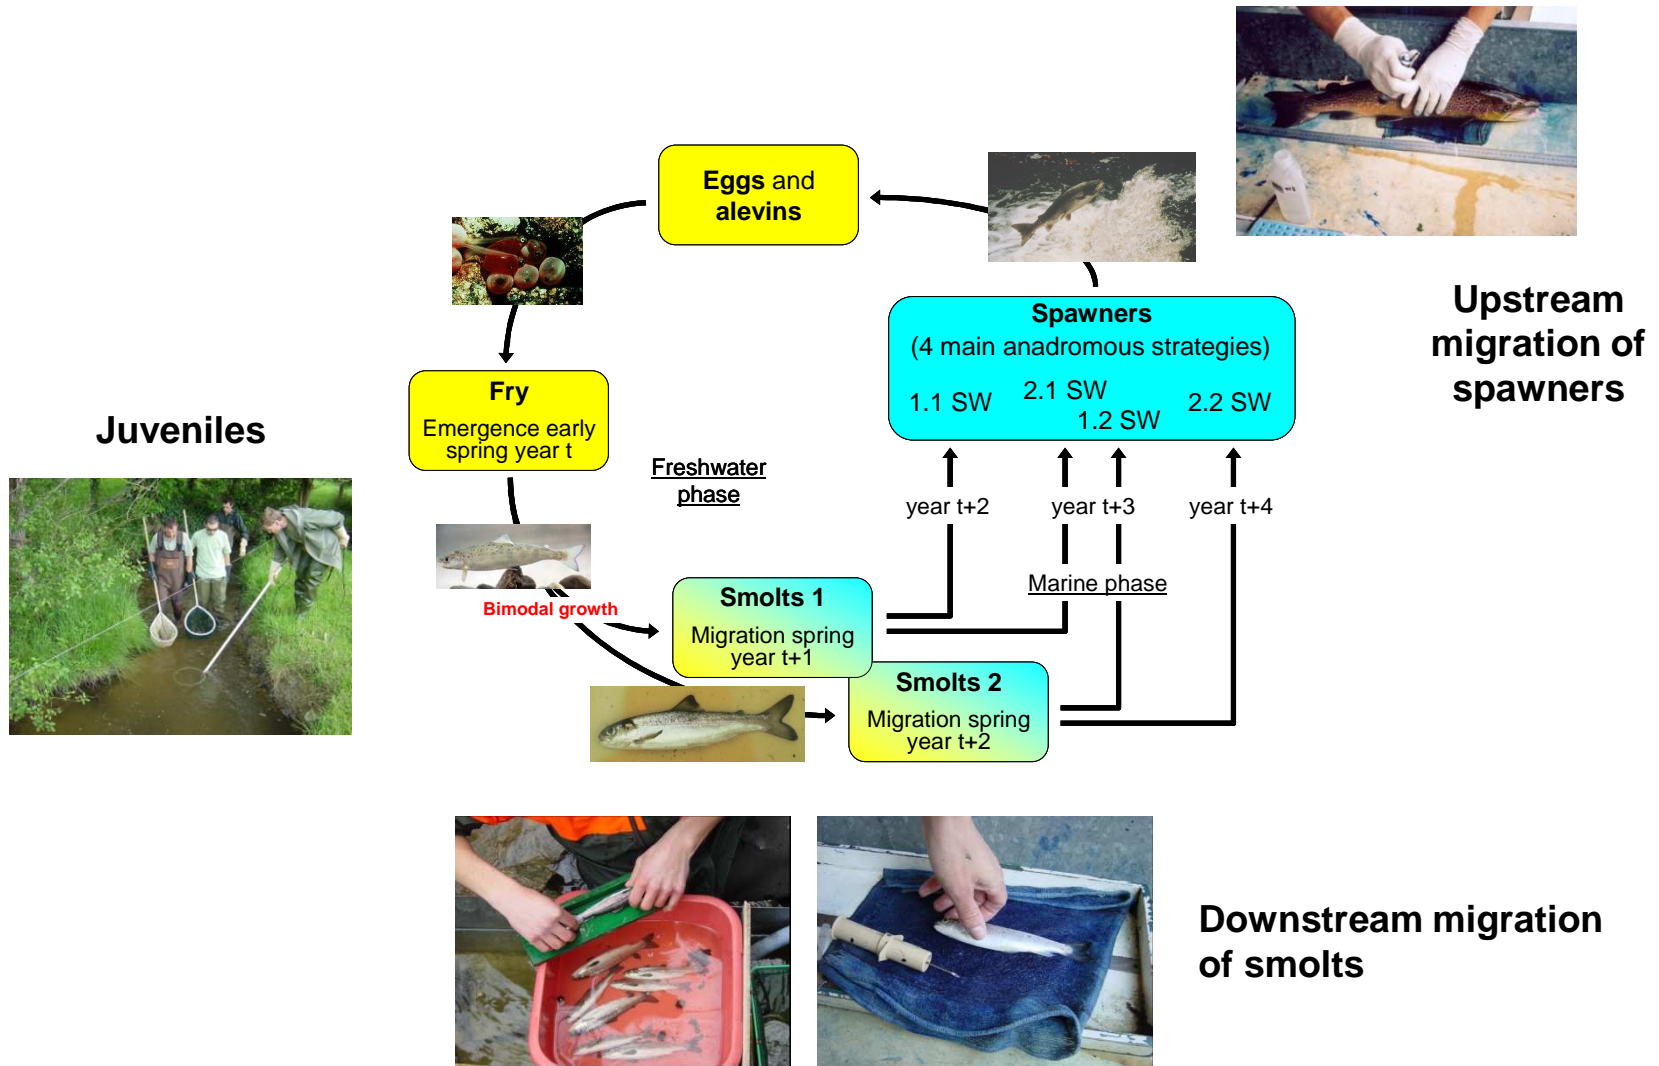 Eggs and
alevins
Spawners
(4 main anadromous strategies)
1.1 SW
2.1 SW
1.2 SW
2.2 SW
Upstream
migration of
spawners
Fry
Emergence early
spring year t
Juveniles
Freshwater
phase
year t+2
year t+3
year t+4
Marine phase
Bimodal growth
Smolts 1
Migration spring
year t+1
Smolts 2
Migration spring
year t+2
Downstream migration
of smolts